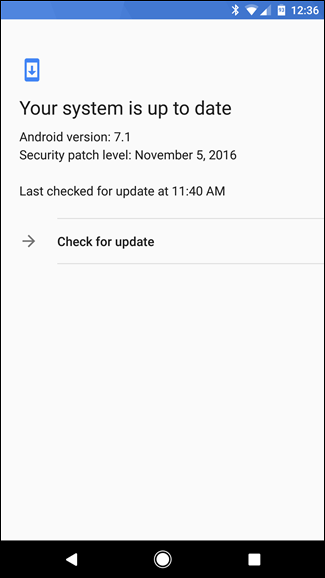 12:36
Your system is up to date
Android version: 7.1
Security patch level: November 5, 2016
Last checked for update at 11:40 AM
Check for update